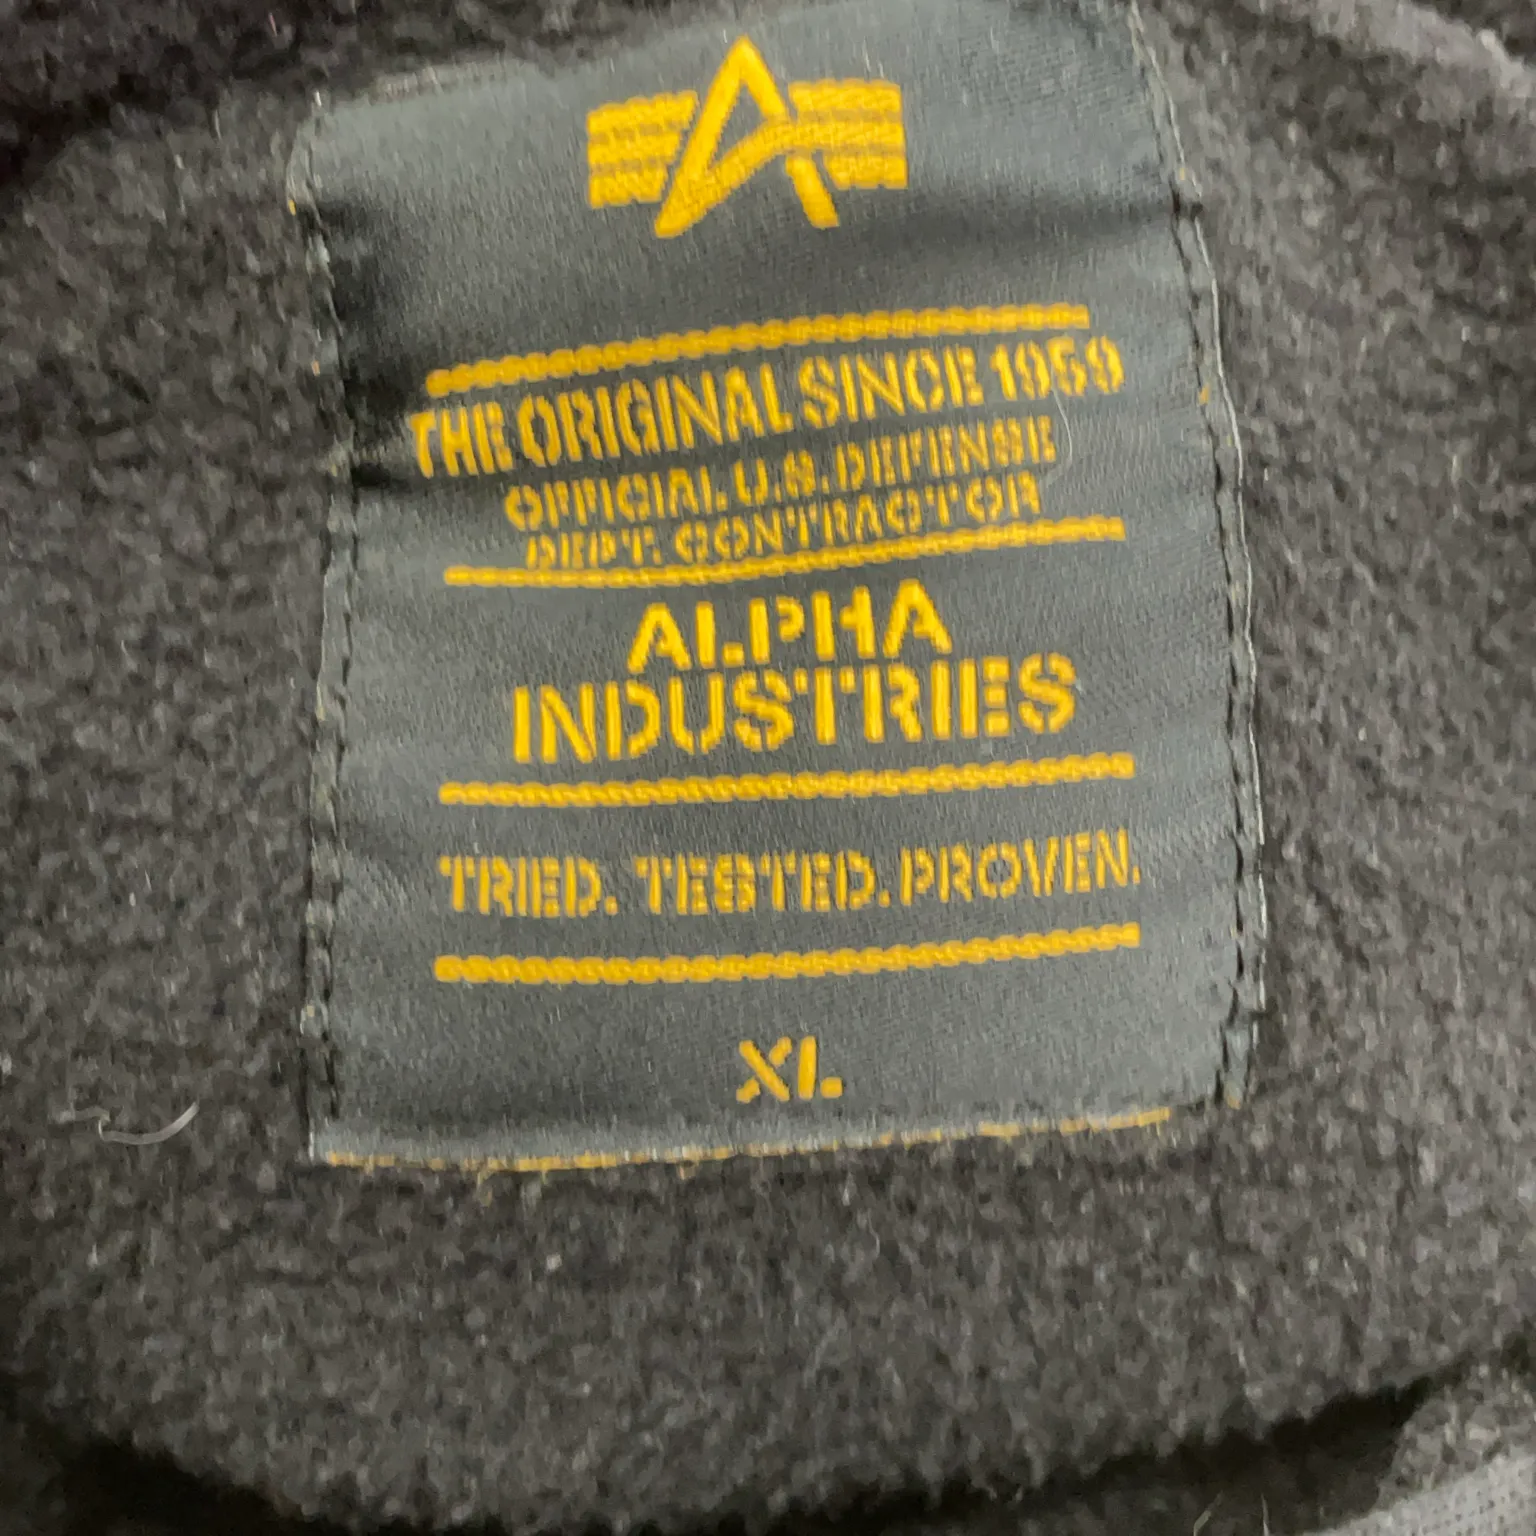 THE ORIGINAL SINCE 1959
OFFICIAL U.S. DEFENSE
DEPT. CONTRACTOR
ALPHA
INDUSTRIES
TRIED. TESTED. PROVEN.
XL